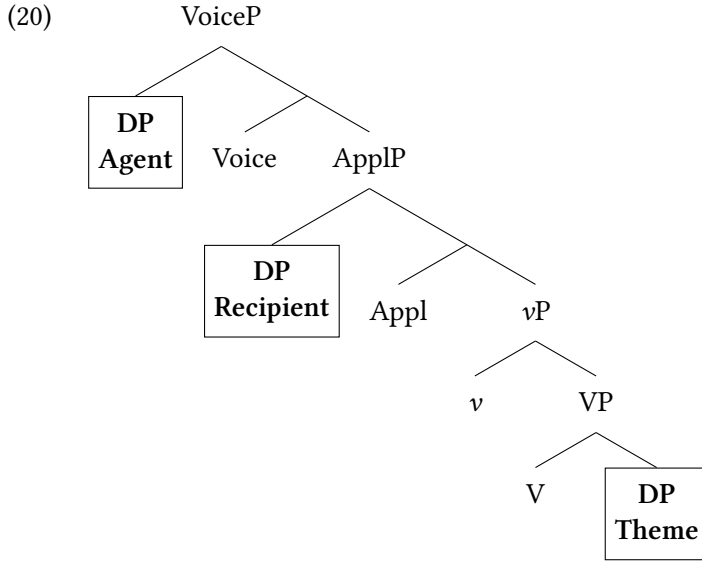 (20) VoiceP
DP
Agent
Voice ApplP
DP
Recipient
Appl vP
v VP
V DP
Theme